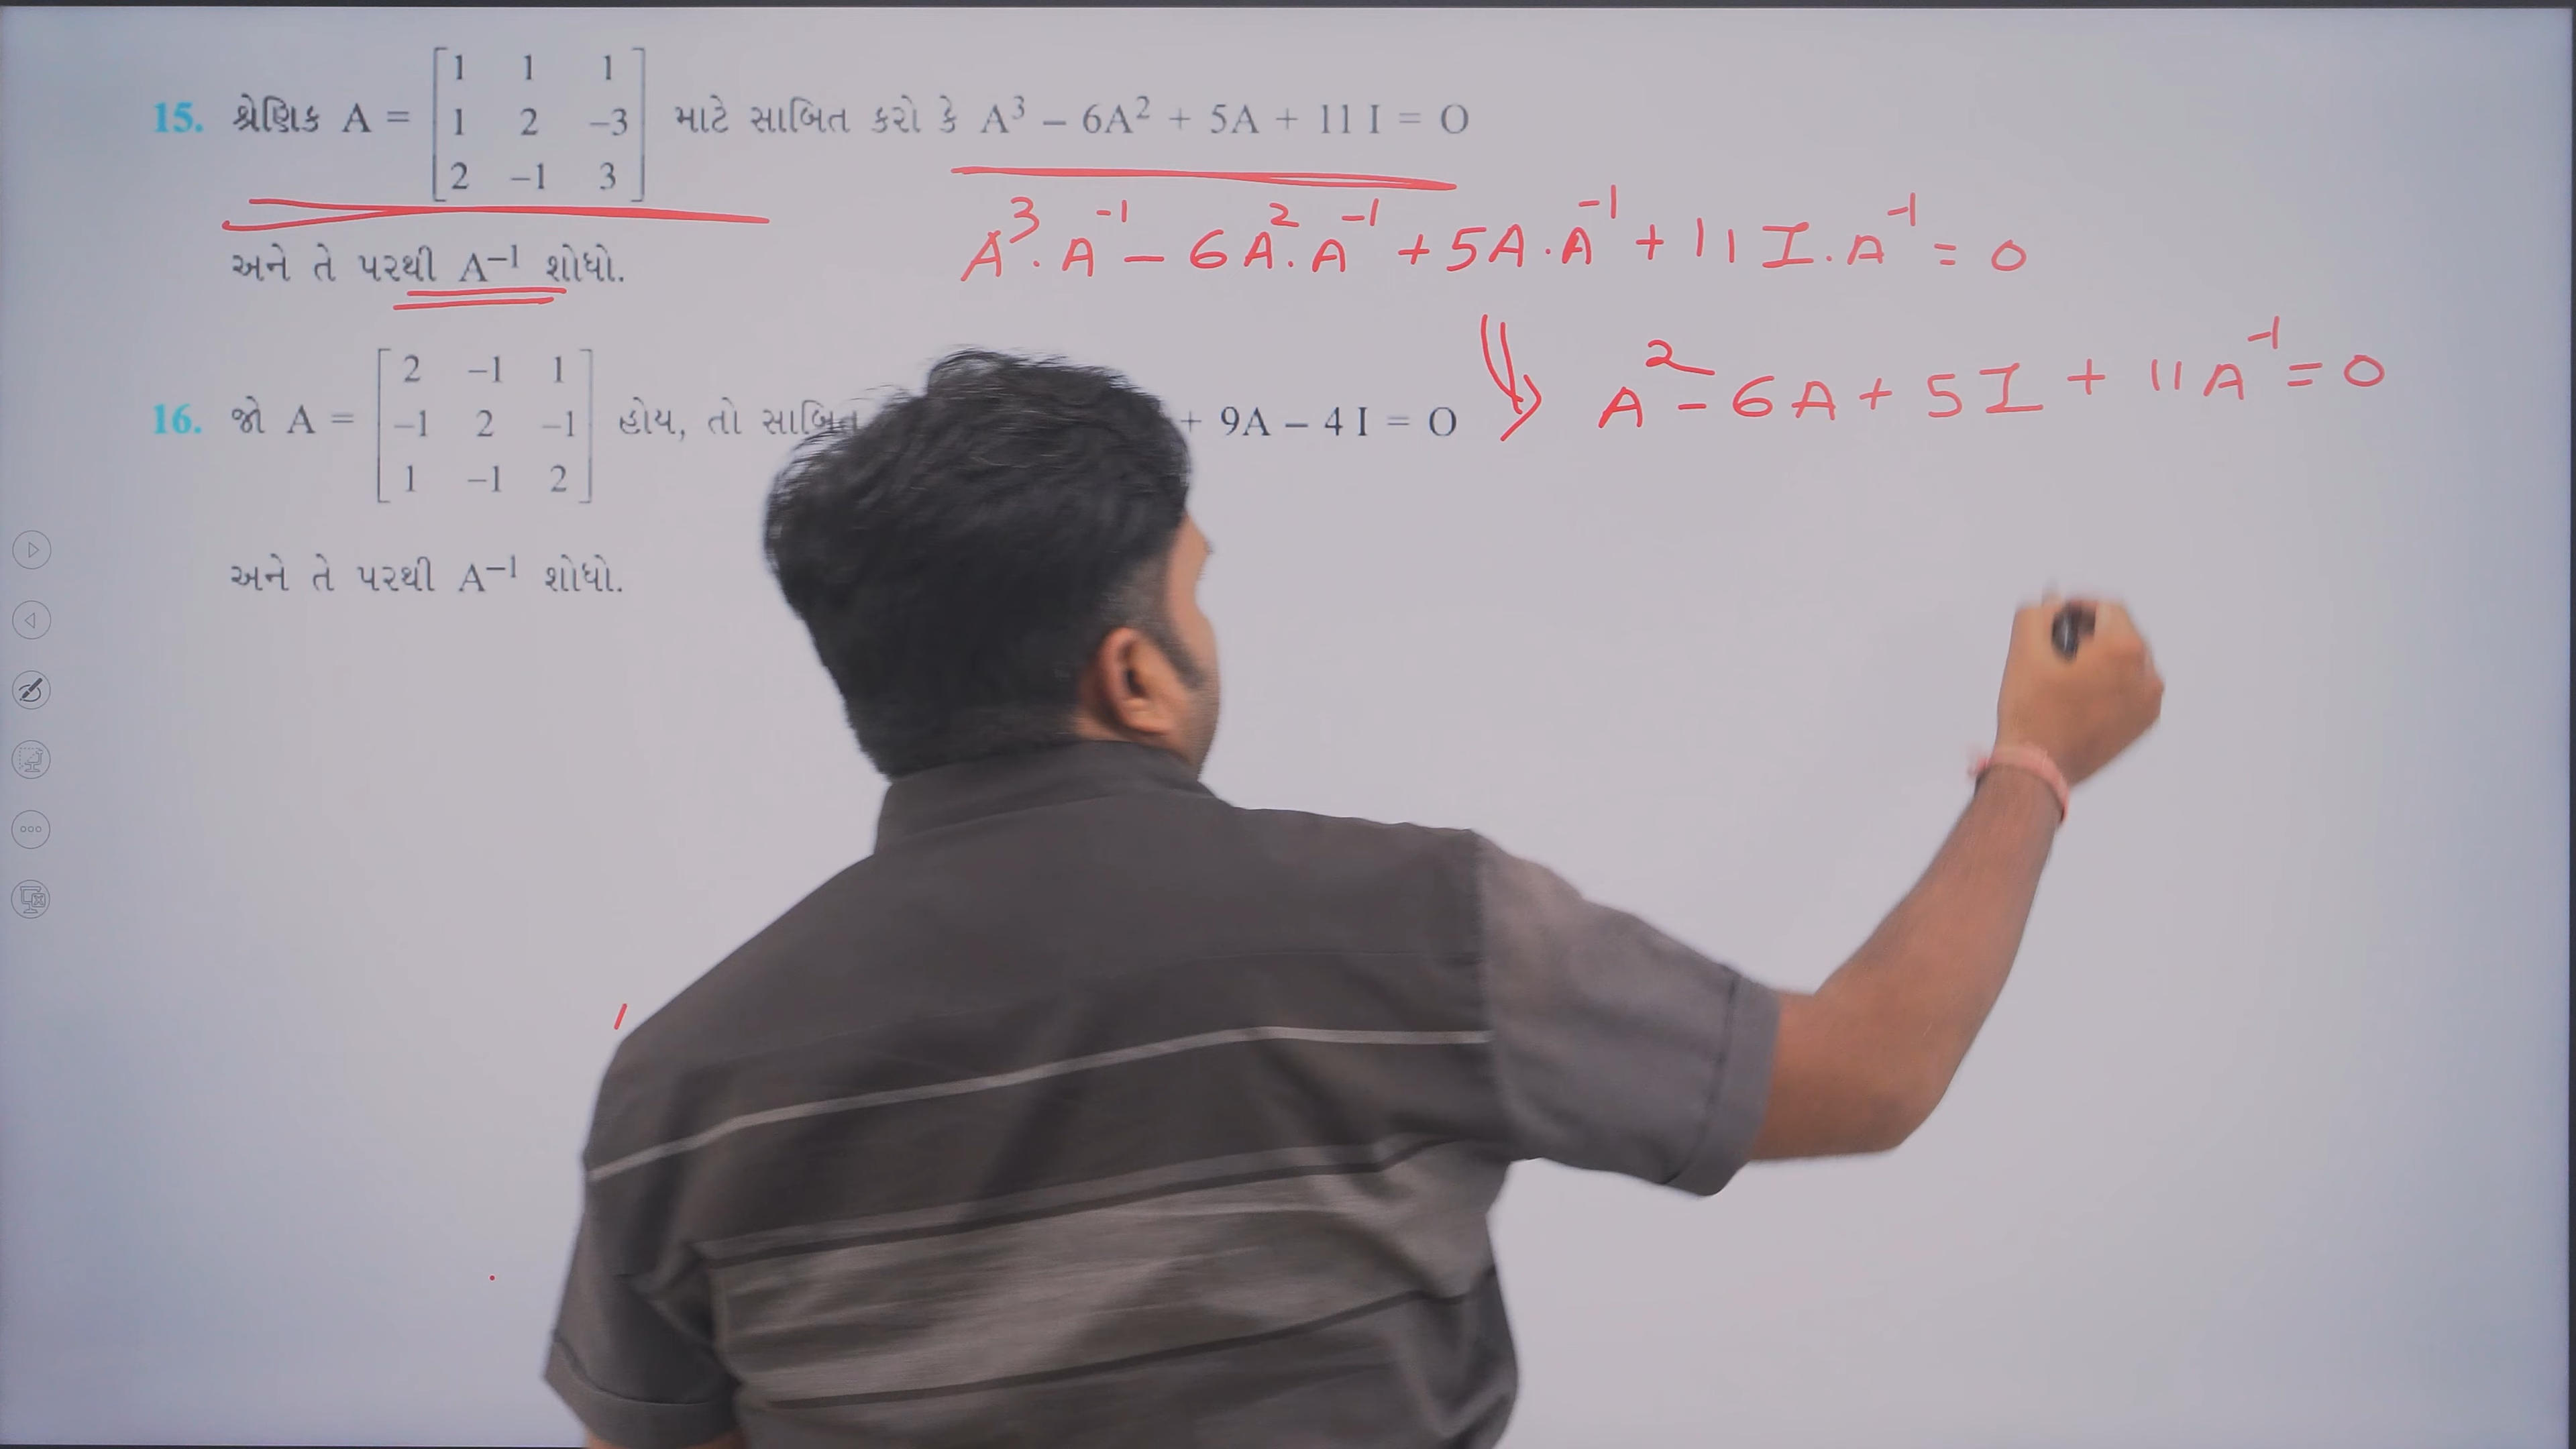 15. શ્રેણિક A = [1 1 1; 1 2 −3; 2 −1 3] માટે સાબિત કરો કે A³ − 6A² + 5A + 11 I = O
A³·A⁻¹ − 6A²·A⁻¹ + 5A·A⁻¹ + 11 I·A⁻¹ = 0
અને તે પરથી A⁻¹ શોધો.
A² − 6A + 5I + 11A⁻¹ = 0
16. જો A = [2 −1 1; −1 2 −1; 1 −1 2] હોય, તો સાબિત + 9A − 4 I = O
અને તે પરથી A⁻¹ શોધો.